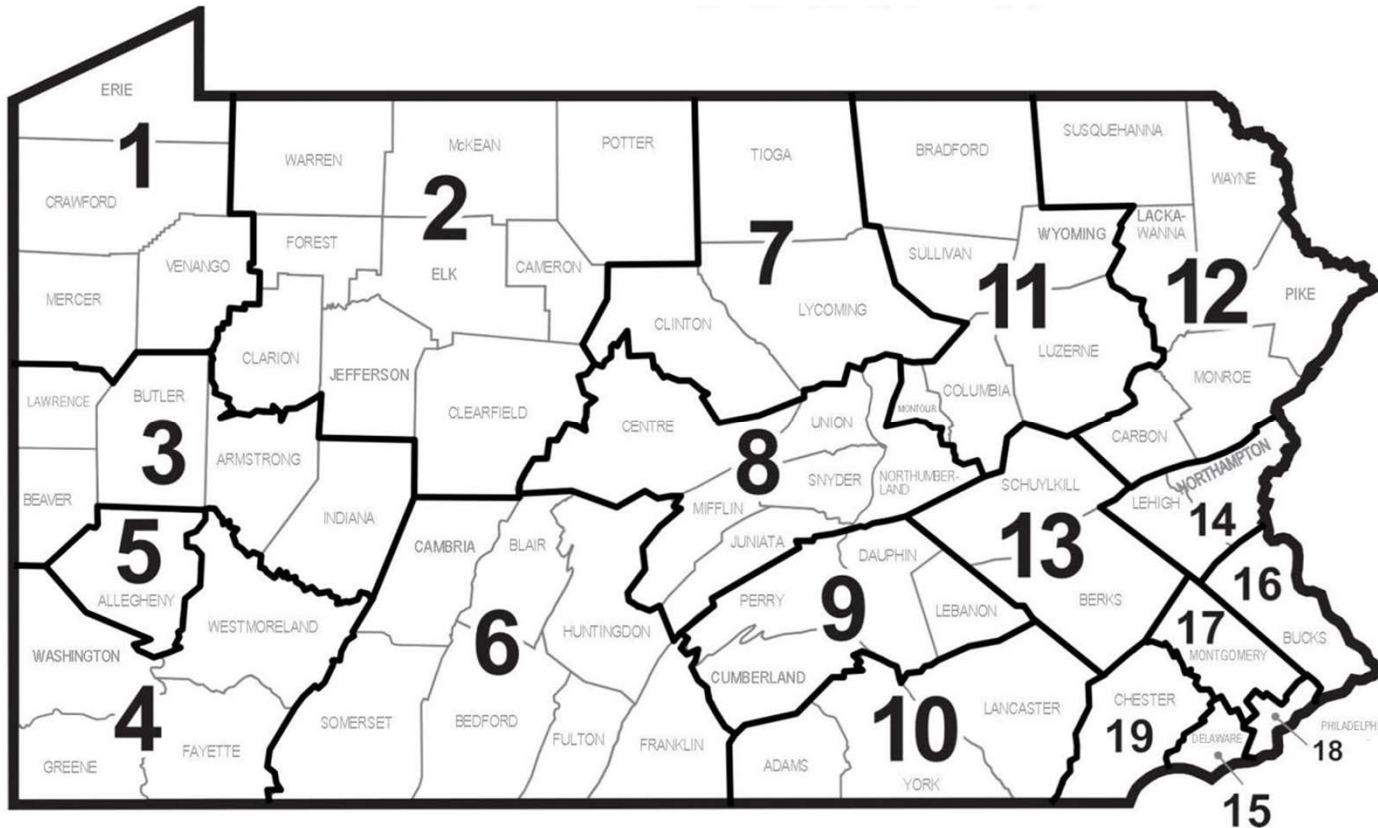 ERIE
1
CRAWFORD
MERCER
VENANGO
WARREN
McKEAN
POTTER
2
FOREST
ELK
CAMERON
CLARION
JEFFERSON
CLEARFIELD
TIOGA
7
CLINTON
LYCOMING
BRADFORD
SULLIVAN
WYOMING
11
LUZERNE
COLUMBIA
MONTOUR
SUSQUEHANNA
WAYNE
LACKA-
WANNA
12
PIKE
MONROE
CARBON
LAWRENCE
BUTLER
3
ARMSTRONG
BEAVER
INDIANA
CENTRE
UNION
8
SNYDER
NORTHUMBER-
LAND
MIFFLIN
JUNIATA
SCHUYLKILL
13
BERKS
NORTHAMPTON
LEHIGH
14
5
ALLEGHENY
CAMBRIA
BLAIR
6
HUNTINGDON
SOMERSET
BEDFORD
FULTON
FRANKLIN
DAUPHIN
PERRY
9
LEBANON
CUMBERLAND
16
BUCKS
17
MONTGOMERY
WESTMORELAND
WASHINGTON
4
GREENE
FAYETTE
10
LANCASTER
ADAMS
YORK
CHESTER
19
DELAWARE
15
PHILADELPH
18